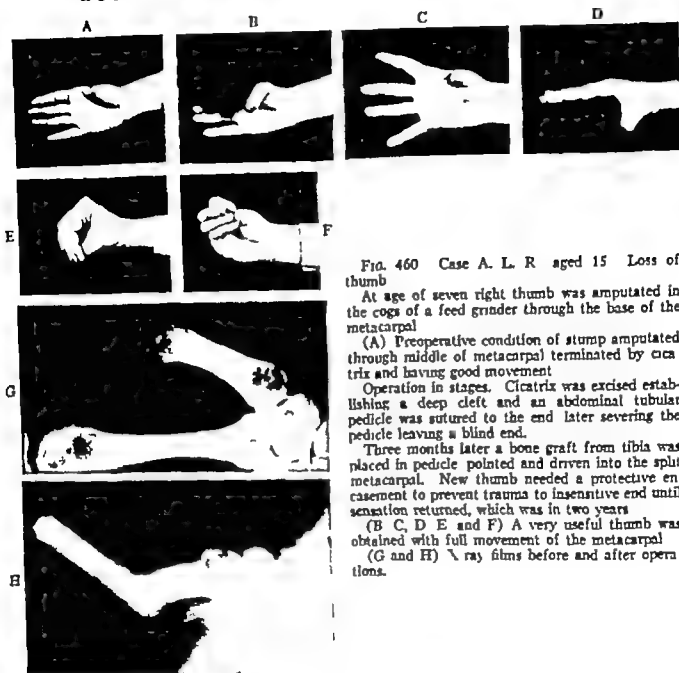 A
B
C
D
E
F
G
H
FIG. 460 Case A. L. R aged 15 Loss of
thumb
At age of seven right thumb was amputated in
the cogs of a feed grinder through the base of the
metacarpal
(A) Preoperative condition of stump amputated
through middle of metacarpal terminated by cica
trix and having good movement
Operation in stages. Cicatrix was excised estab-
lishing a deep cleft and an abdominal tubular
pedicle was sutured to the end later severing the
pedicle leaving a blind end.
Three months later a bone graft from tibia was
placed in pedicle pointed and driven into the split
metacarpal. New thumb needed a protective en
casement to prevent trauma to insensitive end until
sensation returned, which was in two years
(B C, D E and F) A very useful thumb was
obtained with full movement of the metacarpal
(G and H) \ ray films before and after opera
tions.